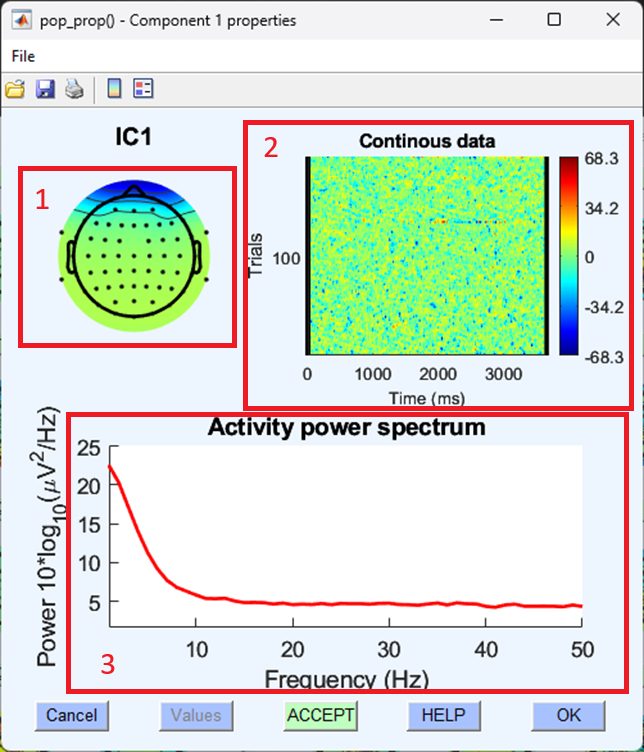 pop_prop() - Component 1 properties
File
IC1
1
2
Continous data
68.3
34.2
0
-34.2
-68.3
Trials
100
0 1000 2000 3000
Time (ms)
3
Activity power spectrum
Power 10*log10(μV2/Hz)
25
20
15
10
5
10 20 30 40 50
Frequency (Hz)
Cancel Values ACCEPT HELP OK